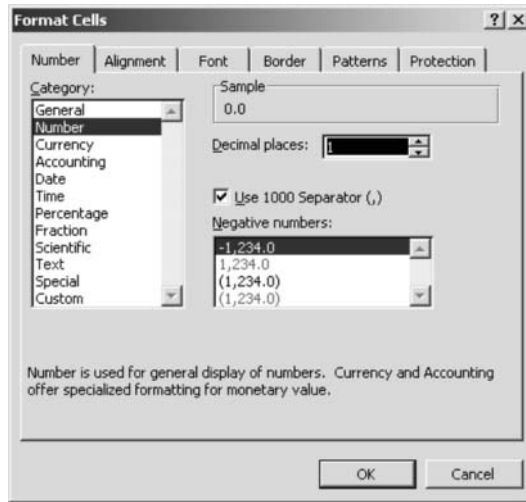 Format Cells
Number Alignment Font Border Patterns Protection
Category:
General
Number
Currency
Accounting
Date
Time
Percentage
Fraction
Scientific
Text
Special
Custom
Sample
0.0
Decimal places: 1
Use 1000 Separator (,)
Negative numbers:
-1,234.0
1,234.0
(1,234.0)
(1,234.0)
Number is used for general display of numbers. Currency and Accounting
offer specialized formatting for monetary value.
OK Cancel